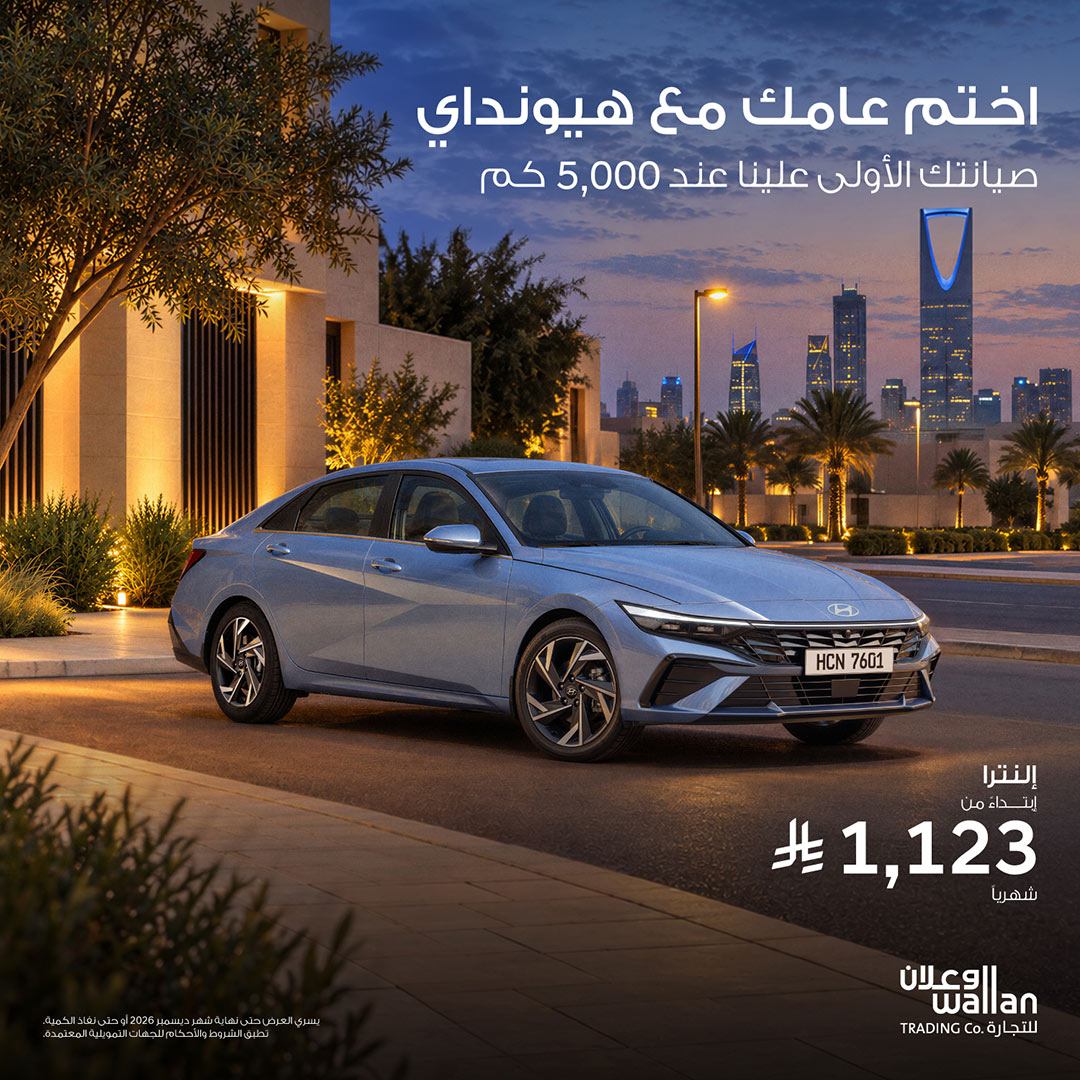 اختم عامك مع هيونداي
صيانتك الأولى علينا عند 5,000 كم
HCN 7601
إلنترا
إبتــداءً من
1,123
شهرياً
وعلان
wallan
TRADING Co. للتجارة
يسري العرض حتى نهاية شهر ديسمبر 2026 أو حتى نفاذ الكمية.
تطبق الشروط والأحكام للجهات التمويلية المعتمدة.